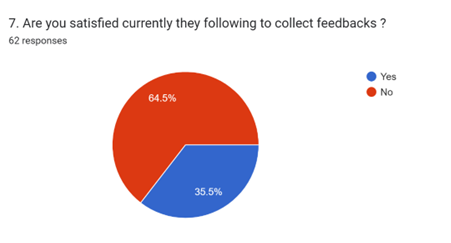 7. Are you satisfied currently they following to collect feedbacks ?
62 responses
Yes
No
64.5%
35.5%